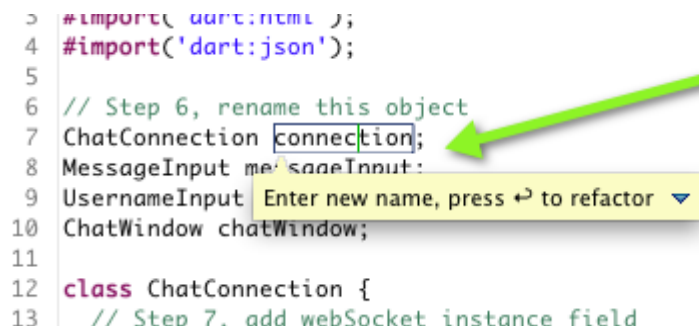 3 #import('dart:html');
4 #import('dart:json');
5
6 // Step 6, rename this object
7 ChatConnection connection;
8 MessageInput messageInput;
9 UsernameInput
Enter new name, press ↵ to refactor
10 ChatWindow chatWindow;
11
12 class ChatConnection {
13 // Step 7, add webSocket instance field